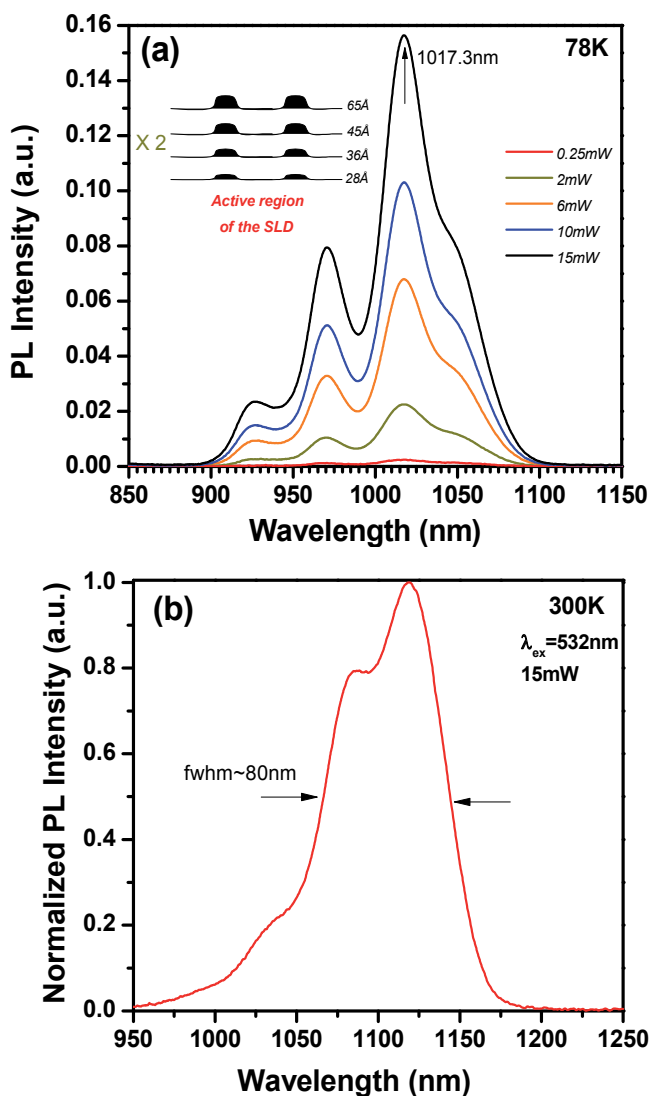 (a)
78K
1017.3nm
X 2
65Å
45Å
36Å
28Å
Active region
of the SLD
0.25mW
2mW
6mW
10mW
15mW
PL Intensity (a.u.)
0.16
0.14
0.12
0.10
0.08
0.06
0.04
0.02
0.00
850 900 950 1000 1050 1100 1150
Wavelength (nm)
(b)
300K
λex=532nm
15mW
fwhm~80nm
Normalized PL Intensity (a.u.)
1.0
0.8
0.6
0.4
0.2
0.0
950 1000 1050 1100 1150 1200 1250
Wavelength (nm)